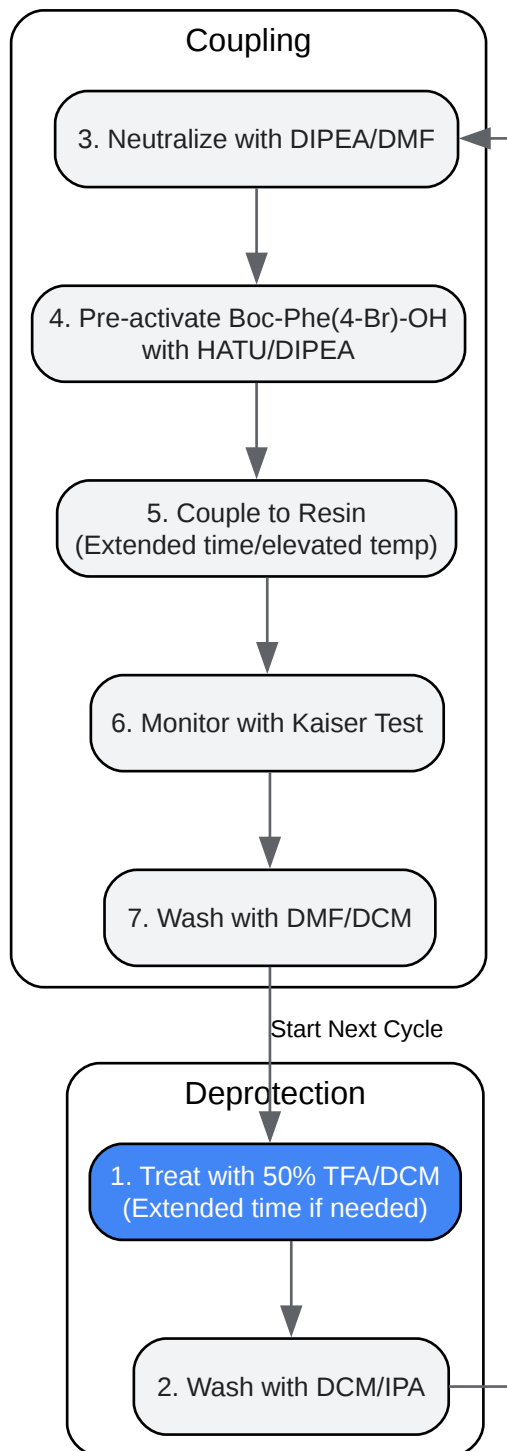 Coupling
3. Neutralize with DIPEA/DMF
4. Pre-activate Boc-Phe(4-Br)-OH
with HATU/DIPEA
5. Couple to Resin
(Extended time/elevated temp)
6. Monitor with Kaiser Test
7. Wash with DMF/DCM
Start Next Cycle
Deprotection
1. Treat with 50% TFA/DCM
(Extended time if needed)
2. Wash with DCM/IPA